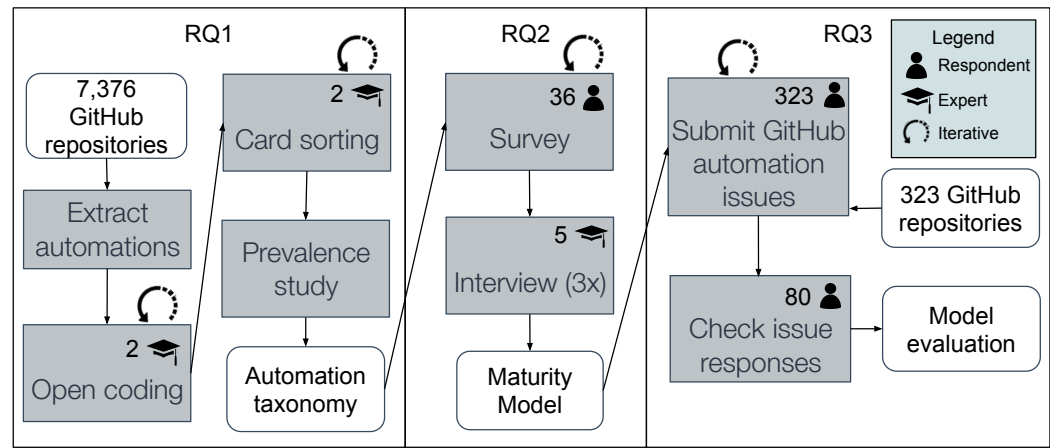 RQ1
7,376
GitHub
repositories
Extract
automations
2
Open coding
2
Card sorting
Prevalence
study
Automation
taxonomy
RQ2
36
Survey
5
Interview (3x)
Maturity
Model
RQ3
323
Submit GitHub
automation
issues
323 GitHub
repositories
80
Check issue
responses
Model
evaluation
Legend
Respondent
Expert
Iterative